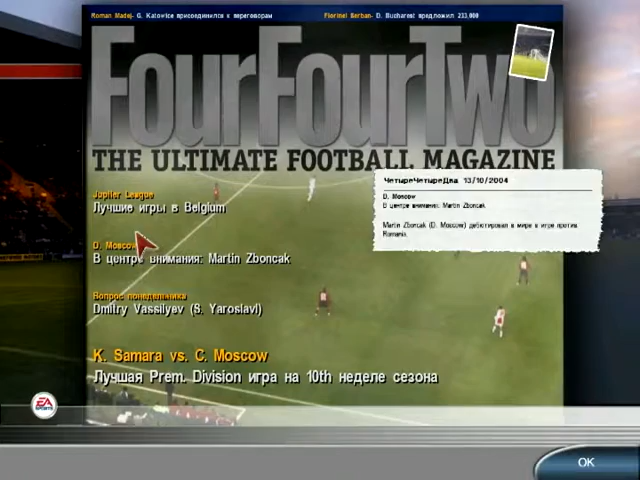 Roman Madej- G. Katowice присоединился к переговорам
Florinel Serban- D. Bucharest предложил 233,000
FourFourTwo
THE ULTIMATE FOOTBALL MAGAZINE
ЧетыреЧетыреДва 13/10/2004
D. Moscow
В центре внимания: Martin Zboncak
Martin Zboncak (D. Moscow) дебютировал в мире в игре против
Romania.
Jupiler League
Лучшие игры в Belgium
D. Moscow
В центре внимания: Martin Zboncak
Вопрос понедельника
Dmitry Vassilyev (S. Yaroslavl)
K. Samara vs. C. Moscow
Лучшая Prem. Division игра на 10th неделе сезона
EA
SPORTS
OK